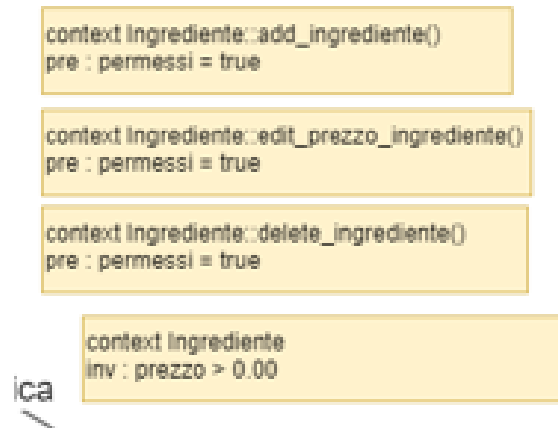 context Ingrediente::add_ingrediente()
pre : permessi = true
context Ingrediente::edit_prezzo_ingrediente()
pre : permessi = true
context Ingrediente::delete_ingrediente()
pre : permessi = true
context Ingrediente
inv : prezzo > 0.00
ica